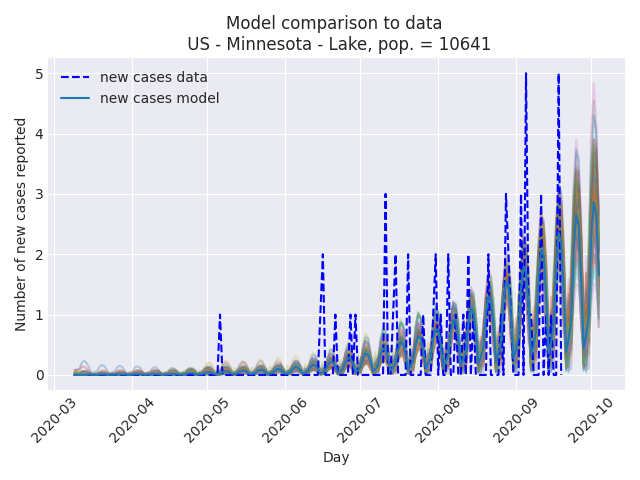 Model comparison to data
US - Minnesota - Lake, pop. = 10641
new cases data
new cases model
Number of new cases reported
5
4
3
2
1
0
2020-03
2020-04
2020-05
2020-06
2020-07
2020-08
2020-09
2020-10
Day